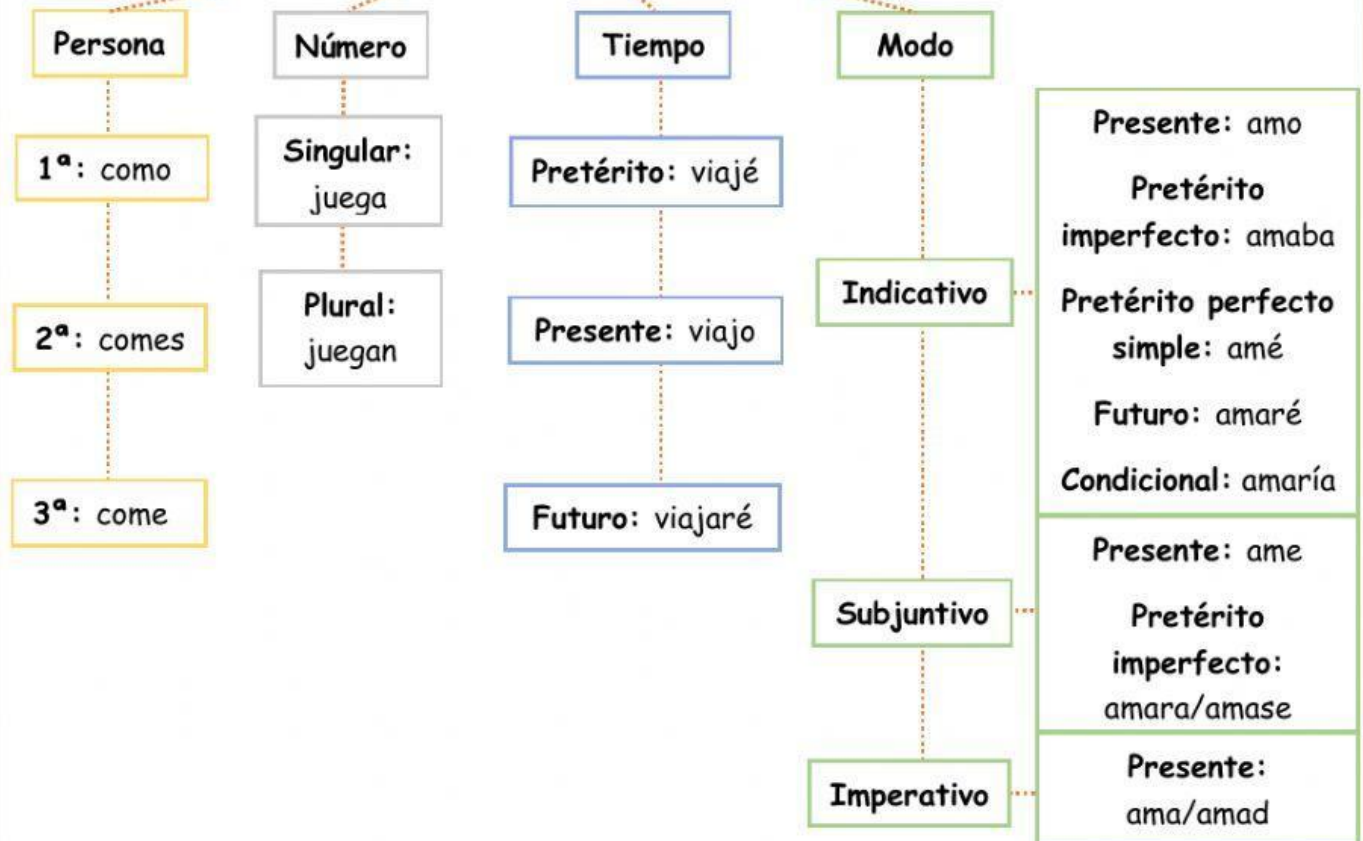 Persona
1ª: como
2ª: comes
3ª: come
Número
Singular:
juega
Plural:
juegan
Tiempo
Pretérito: viajé
Presente: viajo
Futuro: viajaré
Modo
Indicativo
Presente: amo
Pretérito
imperfecto: amaba
Pretérito perfecto
simple: amé
Futuro: amaré
Condicional: amaría
Subjuntivo
Presente: ame
Pretérito
imperfecto:
amara/amase
Imperativo
Presente:
ama/amad